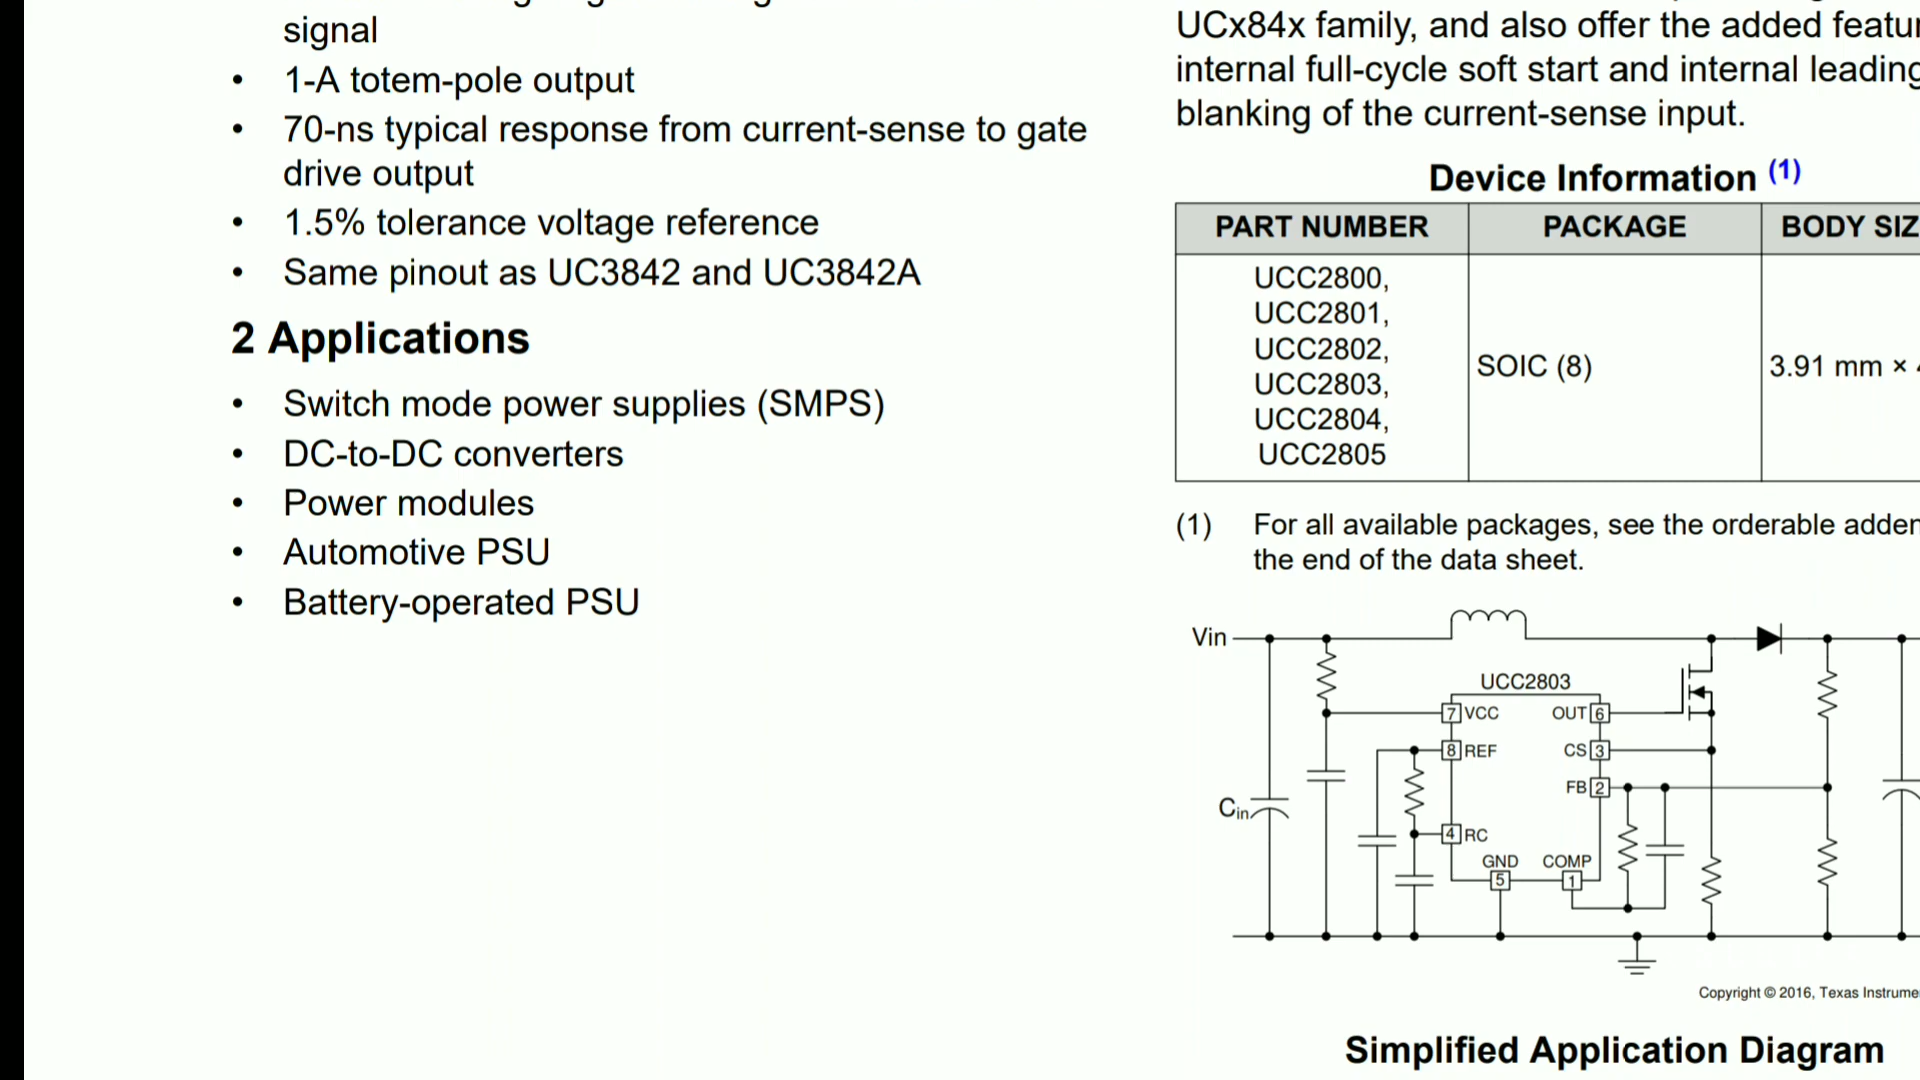 signal
• 1-A totem-pole output
• 70-ns typical response from current-sense to gate
drive output
• 1.5% tolerance voltage reference
• Same pinout as UC3842 and UC3842A
2 Applications
• Switch mode power supplies (SMPS)
• DC-to-DC converters
• Power modules
• Automotive PSU
• Battery-operated PSU
UCx84x family, and also offer the added
internal full-cycle soft start and internal
blanking of the current-sense input.
Device Information (1)
PART NUMBER PACKAGE BODY
UCC2800,
UCC2801,
UCC2802,
UCC2803,
UCC2804,
UCC2805
SOIC (8)
3.91 mm ×
(1) For all available packages, see the orderable
the end of the data sheet.
Vin
UCC2803
7 VCC OUT 6
8 REF CS 3
FB 2
Cin
4 RC
GND COMP
5 1
Copyright © 2016, Texas
Simplified Application Diagram